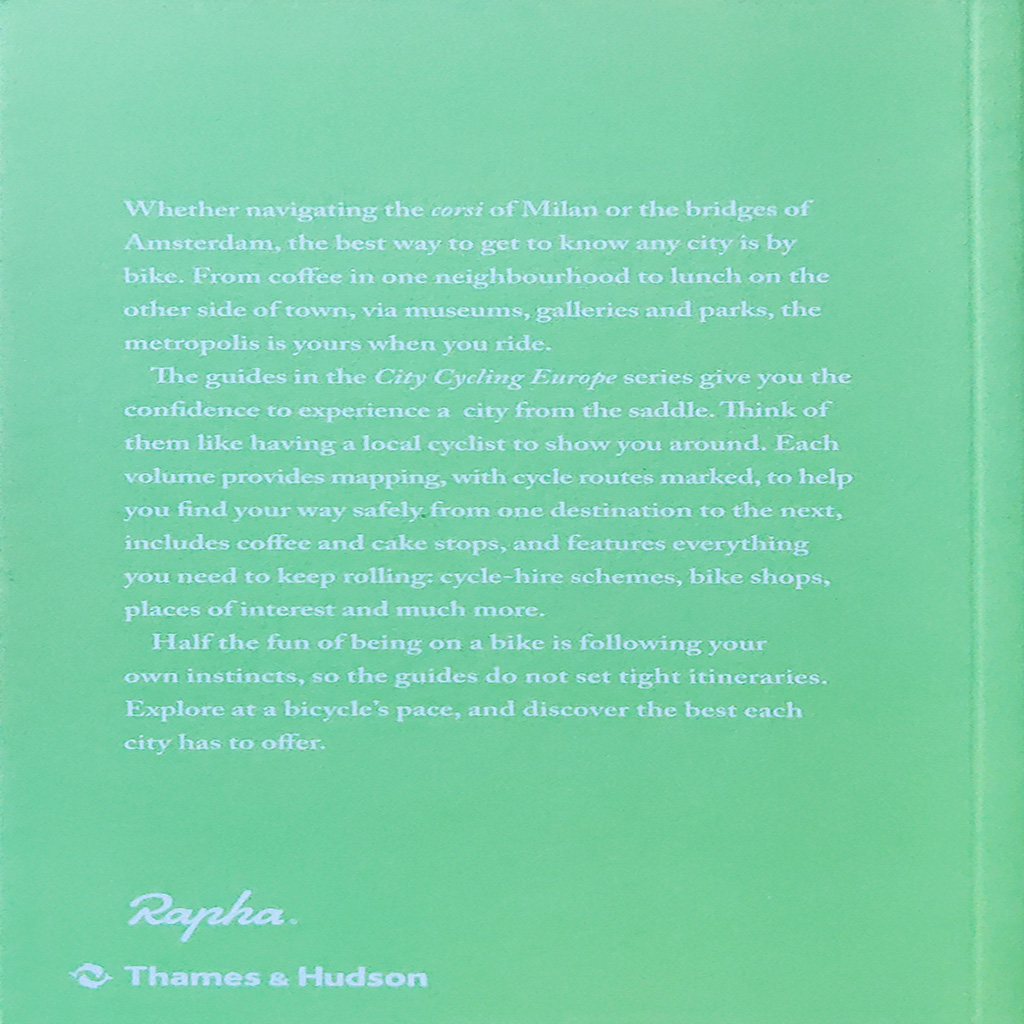 Whether navigating the corsi of Milan or the bridges of
Amsterdam, the best way to get to know any city is by
bike. From coffee in one neighbourhood to lunch on the
other side of town, via museums, galleries and parks, the
metropolis is yours when you ride.
The guides in the City Cycling Europe series give you the
confidence to experience a city from the saddle. Think of
them like having a local cyclist to show you around. Each
volume provides mapping, with cycle routes marked, to help
you find your way safely from one destination to the next,
includes coffee and cake stops, and features everything
you need to keep rolling: cycle-hire schemes, bike shops,
places of interest and much more.
Half the fun of being on a bike is following your
own instincts, so the guides do not set tight itineraries.
Explore at a bicycle's pace, and discover the best each
city has to offer.
Rapha.
Thames & Hudson